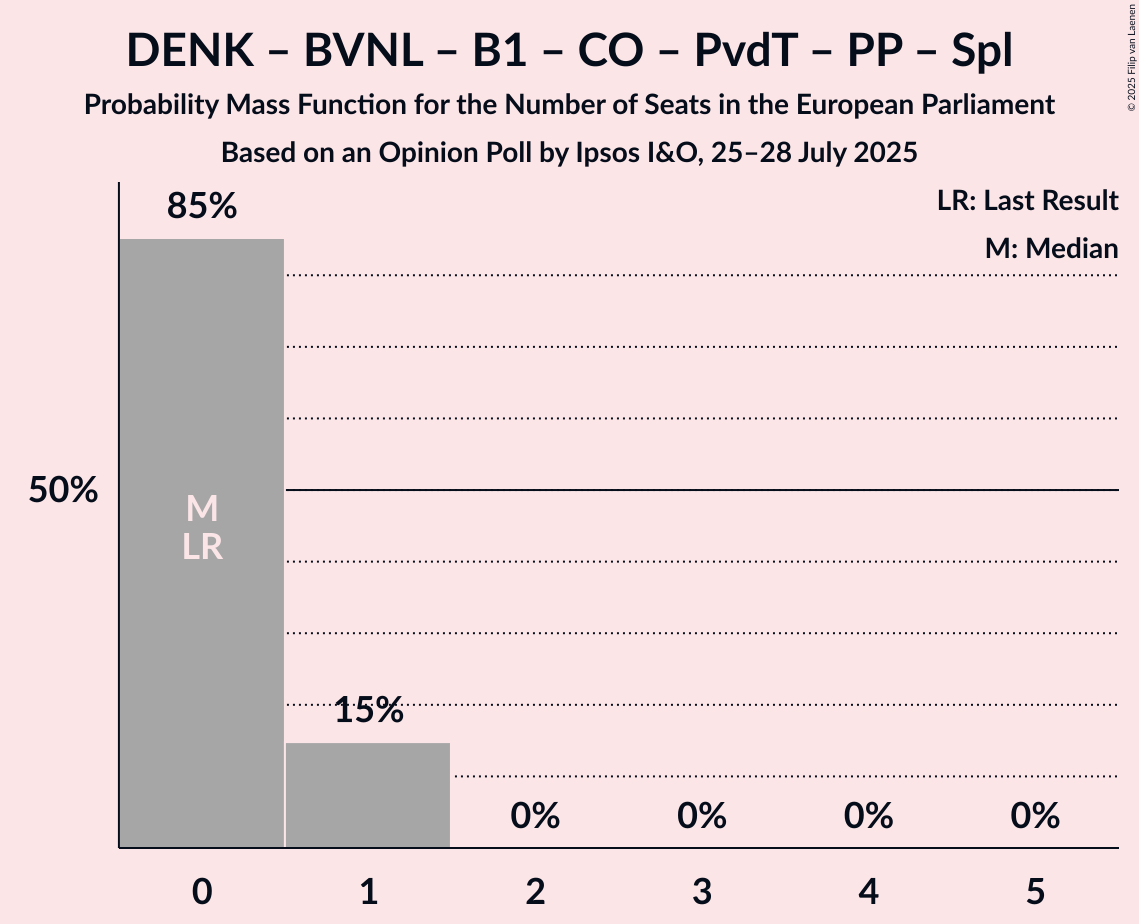 DENK – BVNL – B1 – CO – PvdT – PP – Spl
Probability Mass Function for the Number of Seats in the European Parliament
Based on an Opinion Poll by Ipsos I&O, 25–28 July 2025
© 2025 Filip van Laenen
LR: Last Result
M: Median
85%
50%
M
LR
15%
0%
0%
0%
0%
0
1
2
3
4
5